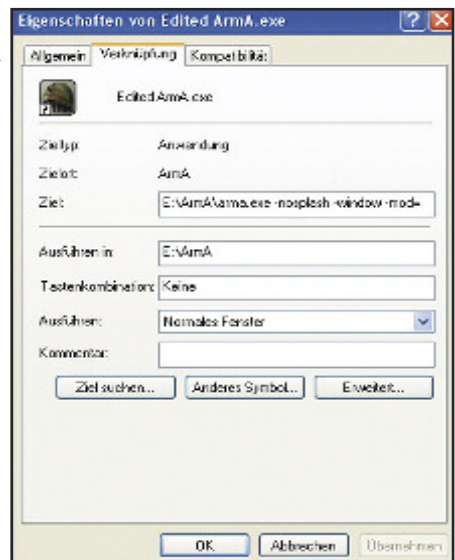 Eigenschaften von Edited ArmA.exe
Allgemein Verknüpfung Kompatibilität
Edited ArmA.exe
Zieltyp: Anwendung
Zielort: ArmA
Ziel: E:\ArmA\arma.exe -nosplash -window -mod=
Ausführen in: E:\ArmA
Tastenkombination: Keine
Ausführen: Normales Fenster
Kommentar:
Ziel suchen... Anderes Symbol... Erweitert...
OK Abbrechen Übernehmen